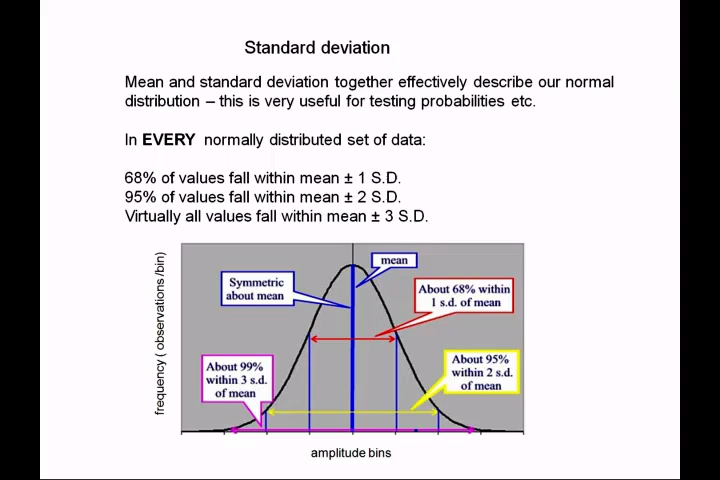 Standard deviation
Mean and standard deviation together effectively describe our normal
distribution – this is very useful for testing probabilities etc.
In EVERY normally distributed set of data:
68% of values fall within mean ± 1 S.D.
95% of values fall within mean ± 2 S.D.
Virtually all values fall within mean ± 3 S.D.
frequency ( observations /bin)
mean
Symmetric
about mean
About 68% within
1 s.d. of mean
About 99%
within 3 s.d.
of mean
About 95%
within 2 s.d.
of mean
amplitude bins